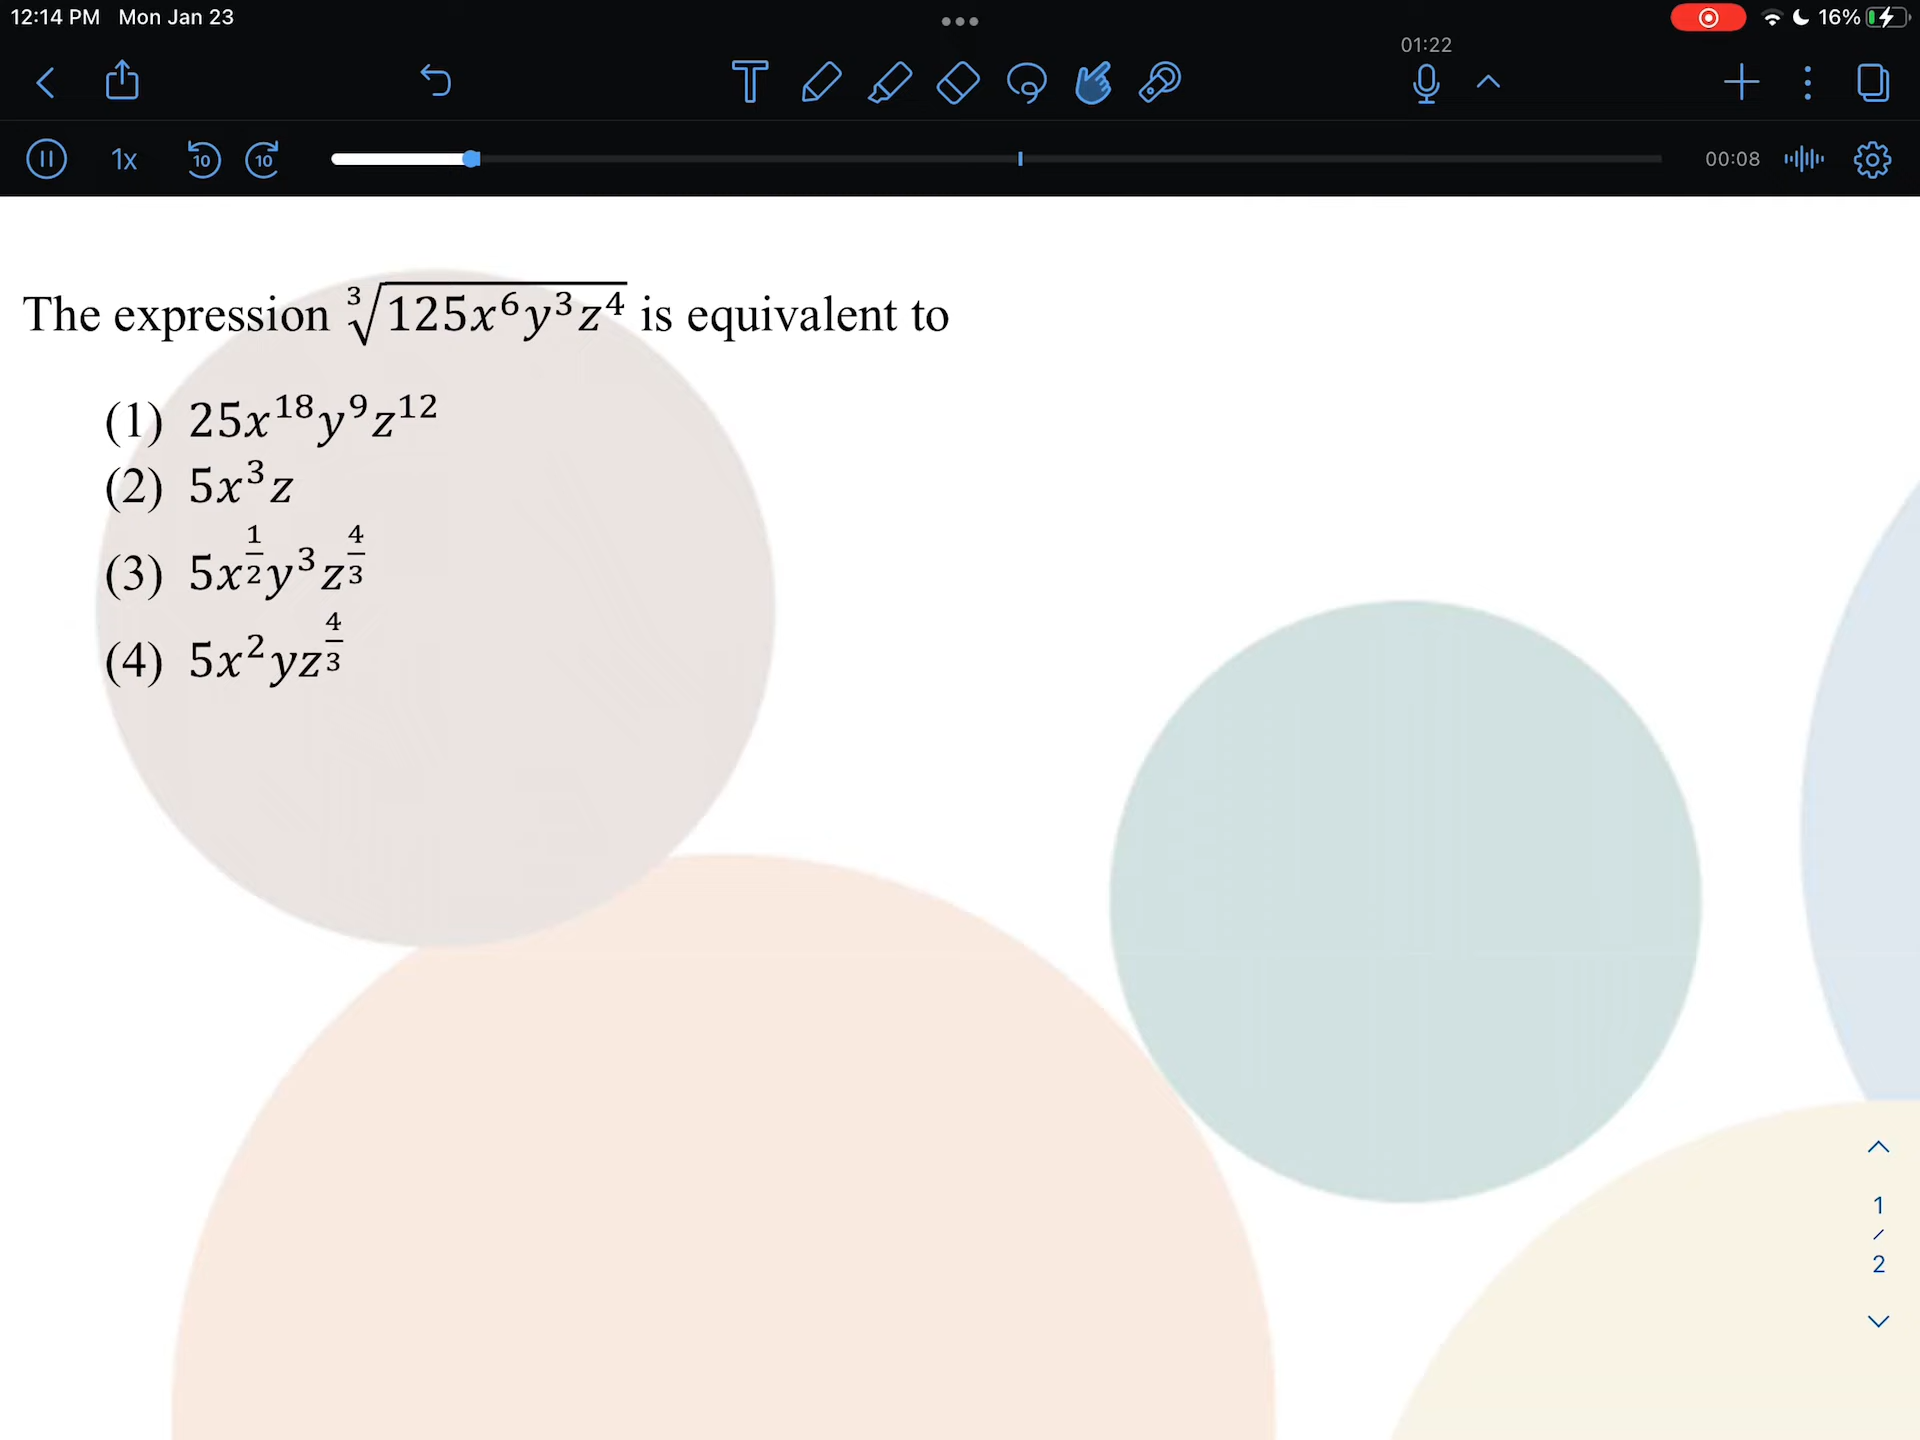 12:14 PM Mon Jan 23
16%
01:22
1x
10
10
00:08
The expression ∛(125x⁶y³z⁴) is equivalent to
(1) 25x¹⁸y⁹z¹²
(2) 5x³z
(3) 5x^(1/2)y³z^(4/3)
(4) 5x²yz^(4/3)
1
/
2